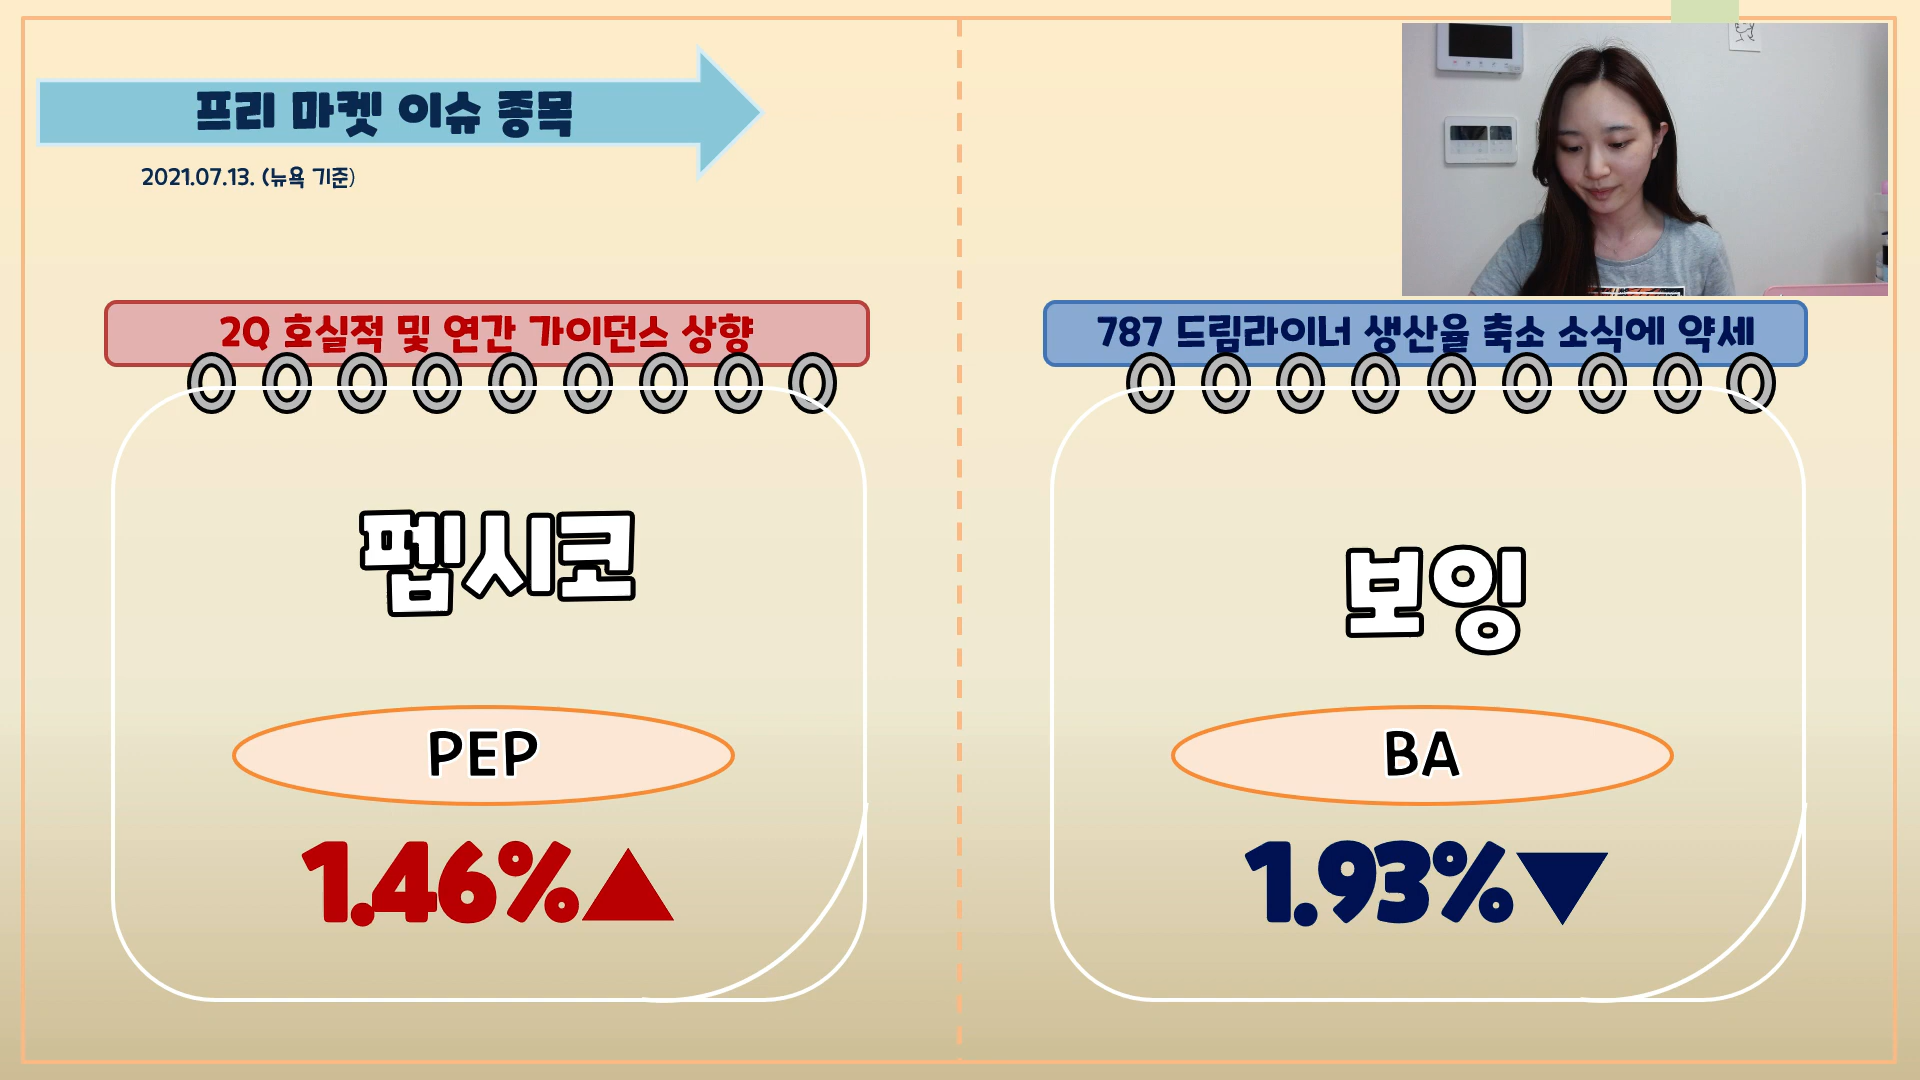 프리 마켓 이슈 종목
2021.07.13. (뉴욕 기준)
2Q 호실적 및 연간 가이던스 상향
펩시코
PEP
1.46%▲
787 드림라이너 생산율 축소 소식에 약세
보잉
BA
1.93%▼